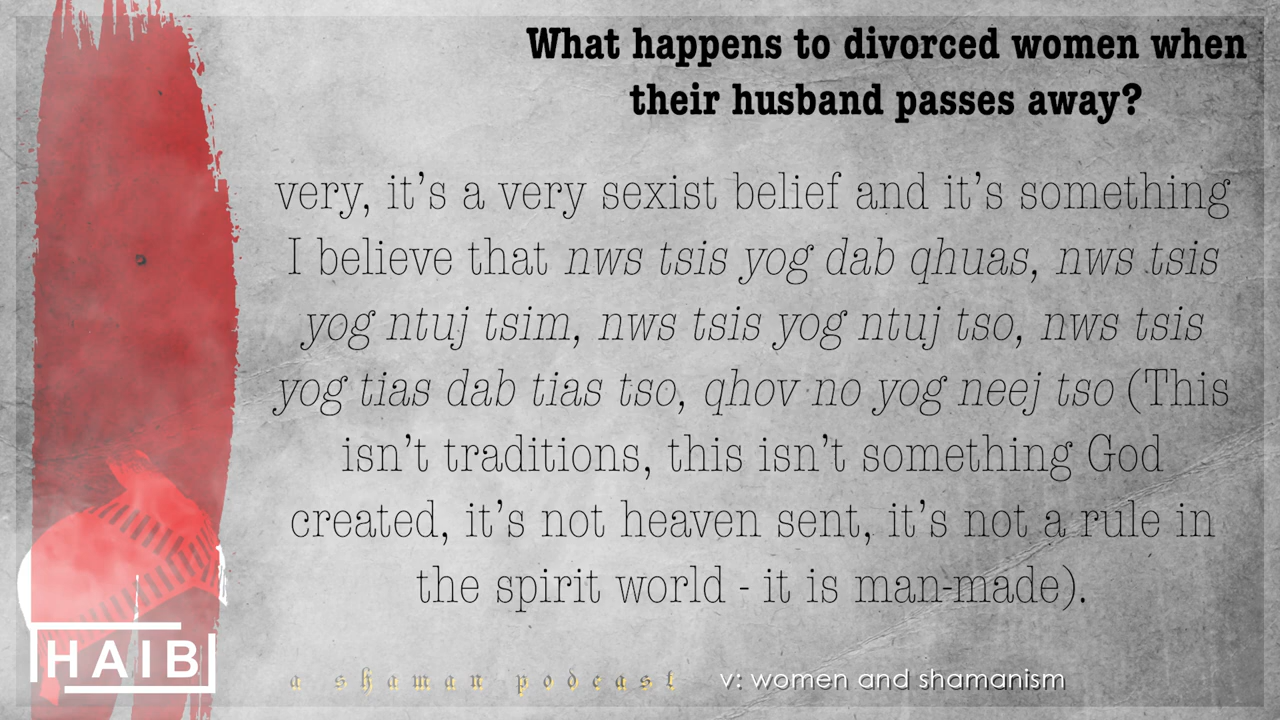 What happens to divorced women when
their husband passes away?
very, it's a very sexist belief and it's something
I believe that nws tsis yog dab qhuas, nws tsis
yog ntuj tsim, nws tsis yog ntuj tso, nws tsis
yog tias dab tias tso, qhov no yog neej tso (This
isn't traditions, this isn't something God
created, it's not heaven sent, it's not a rule in
the spirit world - it is man-made).
HAIB
a shaman podcast
v: women and shamanism